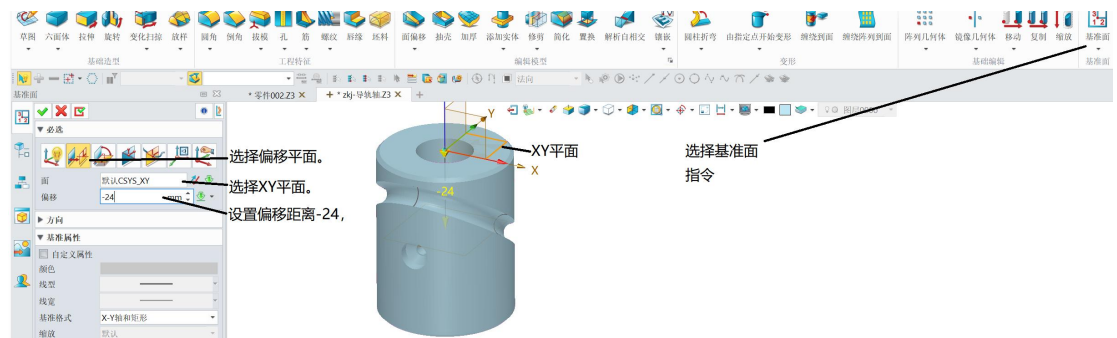 草图 六面体 拉伸 旋转 变化扫掠 放样 圆角 倒角 拔模 孔 筋 螺纹 唇缘 坯料 面偏移 抽壳 加厚 添加实体 修剪 简化 置换 解析自相交 镶嵌 圆柱折弯 由指定点开始变形 缠绕到面 缠绕阵列到面 阵列几何体 镜像几何体 移动 复制 缩放 基准面
基础造型 工程特征 编辑模型 变形 基础编辑 基准面
法向
基准面 * 零件002.Z3 × + * zkj-导轨轴.Z3 × +
▼ 必选
面 默认CSYS_XY
偏移 -24 mm
▶ 方向
▼ 基准属性
自定义属性
颜色
线型
线宽
基准格式 X-Y轴和矩形
缩放 默认
选择偏移平面。
选择XY平面。
设置偏移距离-24,
Y
XY平面
X
-24
选择基准面
指令